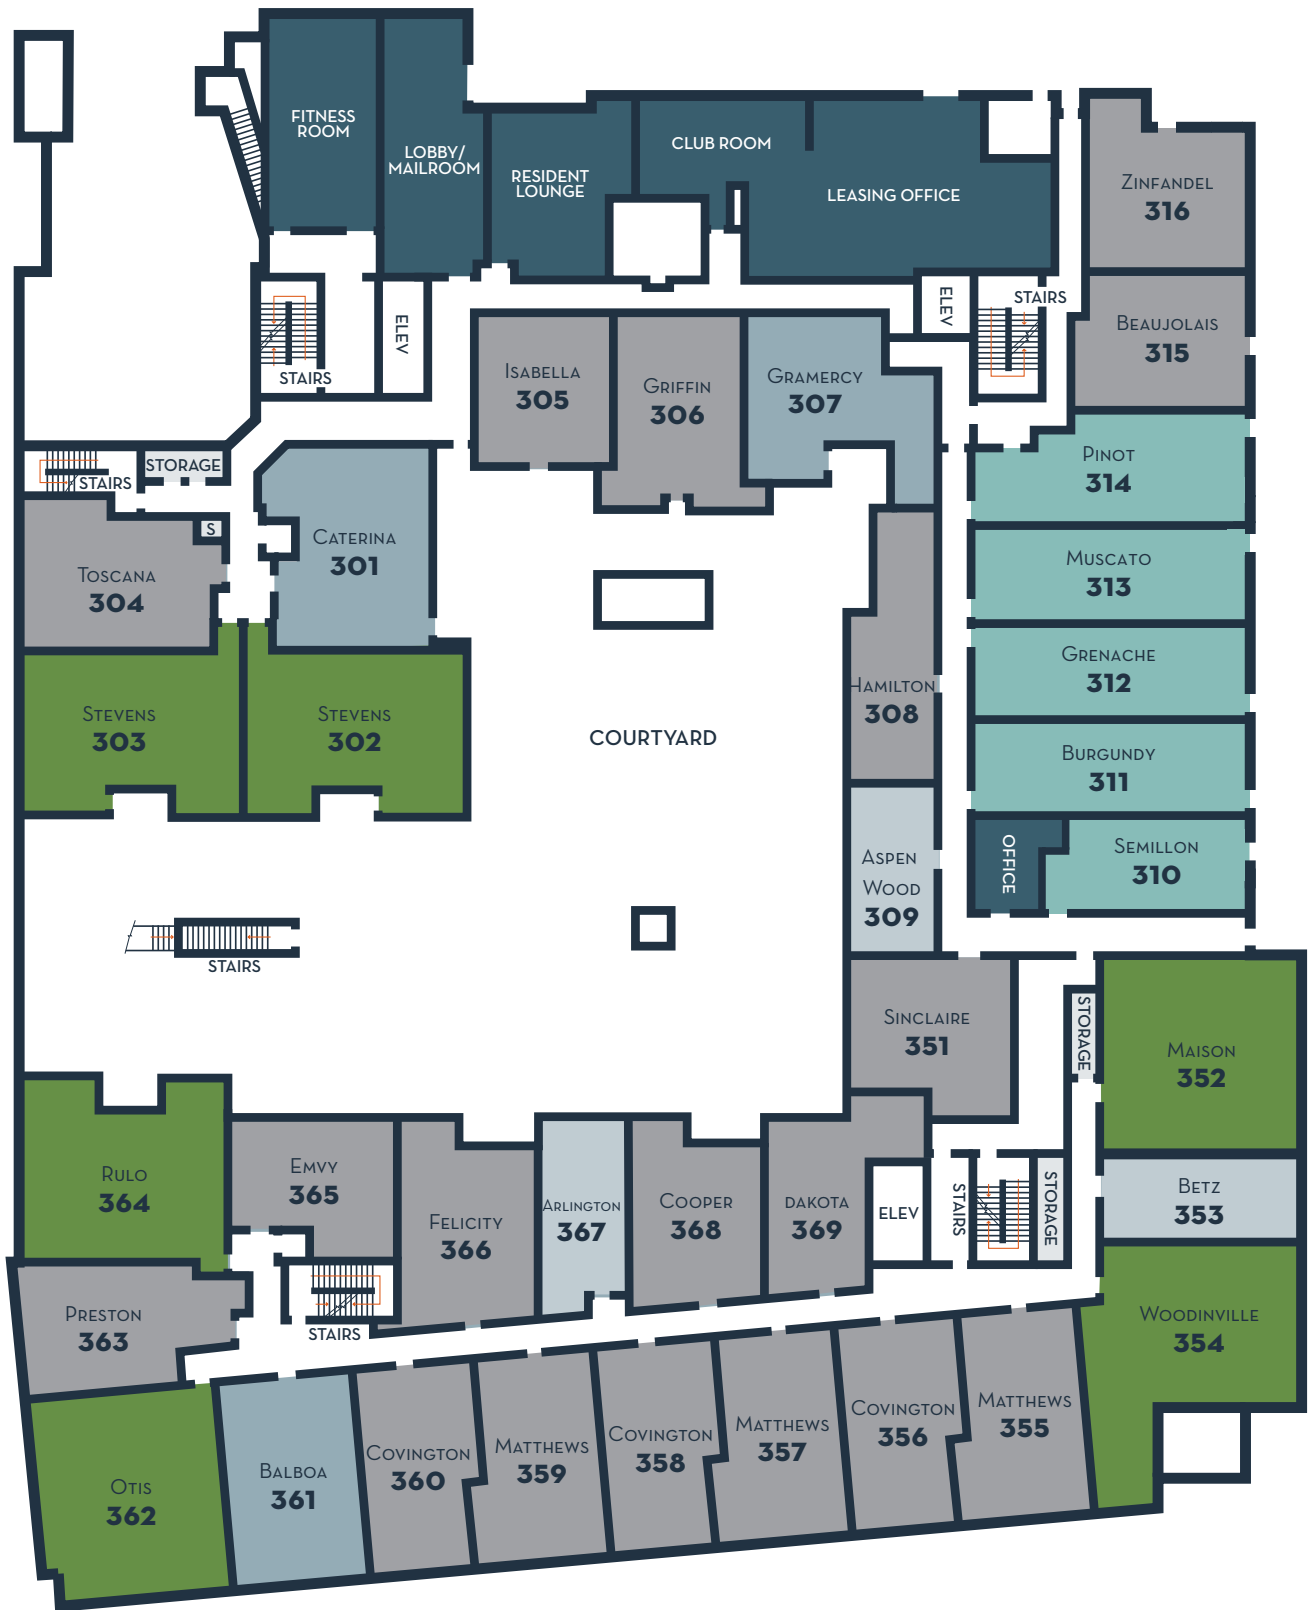 FITNESS
ROOM
LOBBY/
MAILROOM
RESIDENT
LOUNGE
CLUB ROOM
LEASING OFFICE
ZINFANDEL
316
BEAUJOLAIS
315
STAIRS
ELEV
ELEV
STAIRS
ISABELLA
305
GRIFFIN
306
GRAMERCY
307
PINOT
314
STORAGE
STAIRS
S
CATERINA
301
TOSCANA
304
MUSCATO
313
GRENACHE
312
HAMILTON
308
STEVENS
303
STEVENS
302
COURTYARD
BURGUNDY
311
OFFICE
SEMILLON
310
ASPEN
WOOD
309
STAIRS
SINCLAIRE
351
STORAGE
MAISON
352
RULO
364
EMVY
365
FELICITY
366
ARLINGTON
367
COOPER
368
DAKOTA
369
ELEV
STAIRS
STORAGE
BETZ
353
PRESTON
363
STAIRS
WOODINVILLE
354
MATTHEWS
355
COVINGTON
356
MATTHEWS
357
COVINGTON
358
MATTHEWS
359
COVINGTON
360
BALBOA
361
OTIS
362